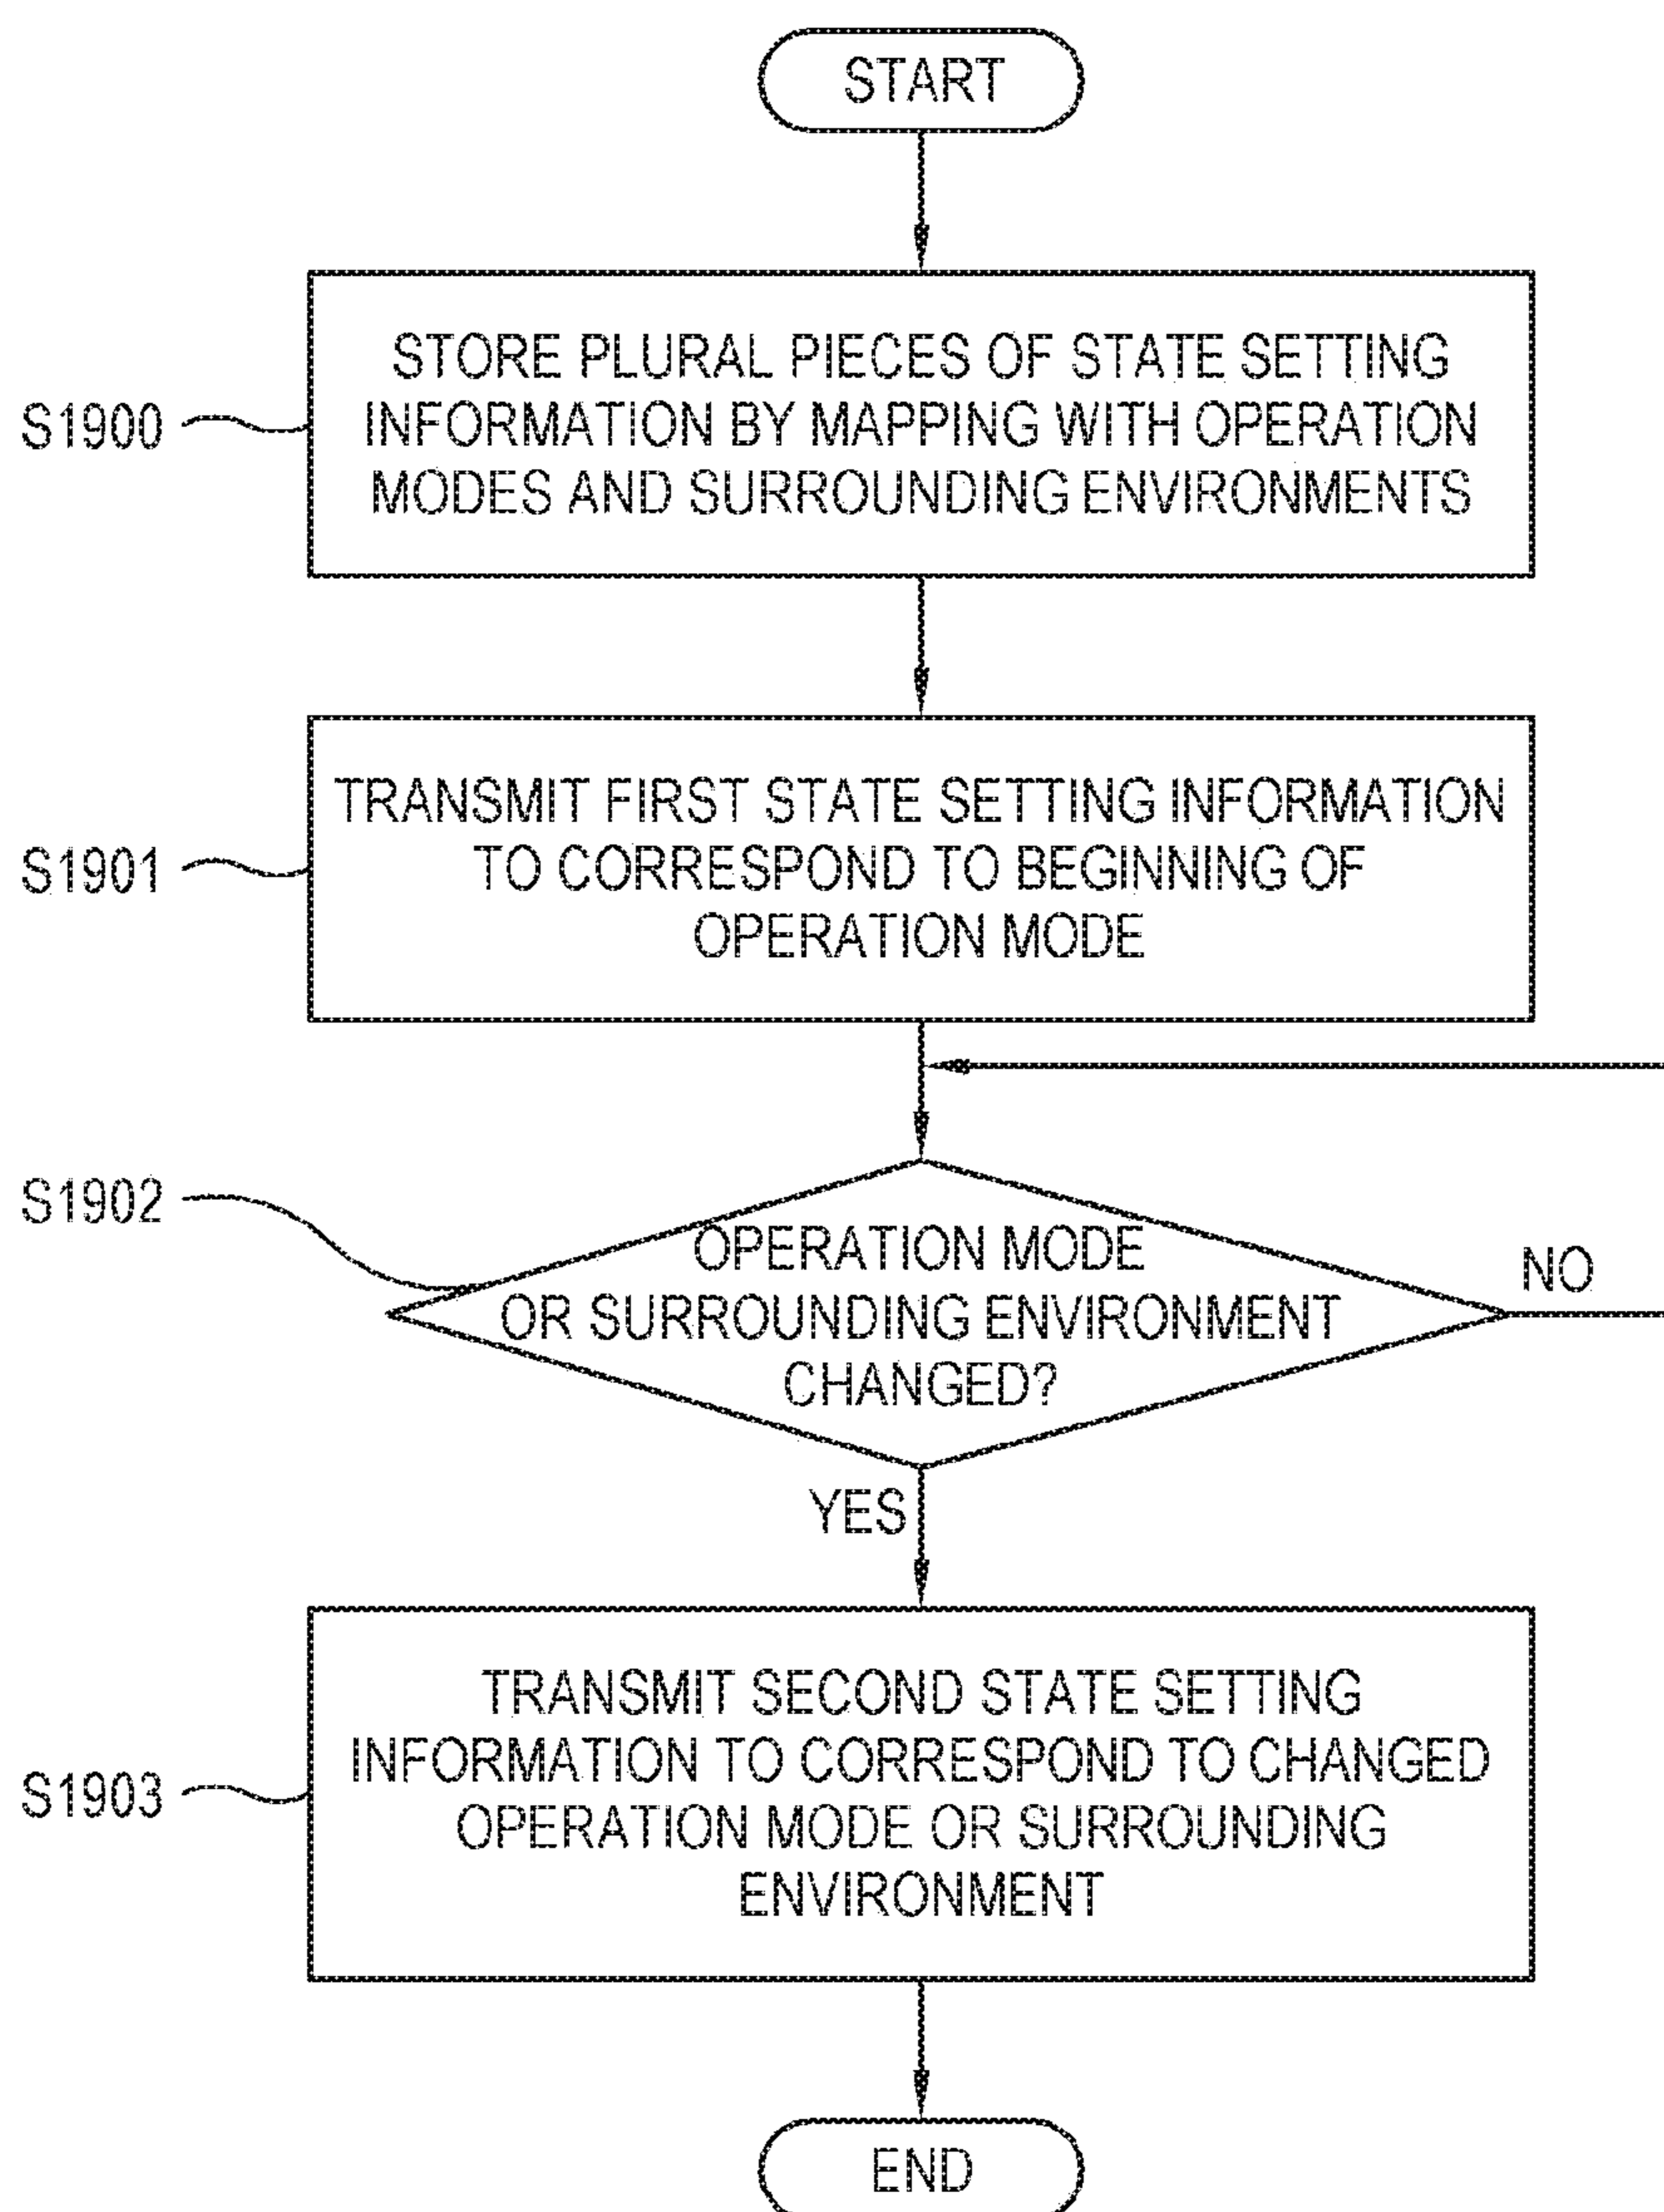 START
STORE PLURAL PIECES OF STATE SETTING
INFORMATION BY MAPPING WITH OPERATION
MODES AND SURROUNDING ENVIRONMENTS
S1900
TRANSMIT FIRST STATE SETTING INFORMATION
TO CORRESPOND TO BEGINNING OF
OPERATION MODE
S1901
S1902
OPERATION MODE
OR SURROUNDING ENVIRONMENT
CHANGED?
NO
YES
TRANSMIT SECOND STATE SETTING
INFORMATION TO CORRESPOND TO CHANGED
OPERATION MODE OR SURROUNDING
ENVIRONMENT
S1903
END